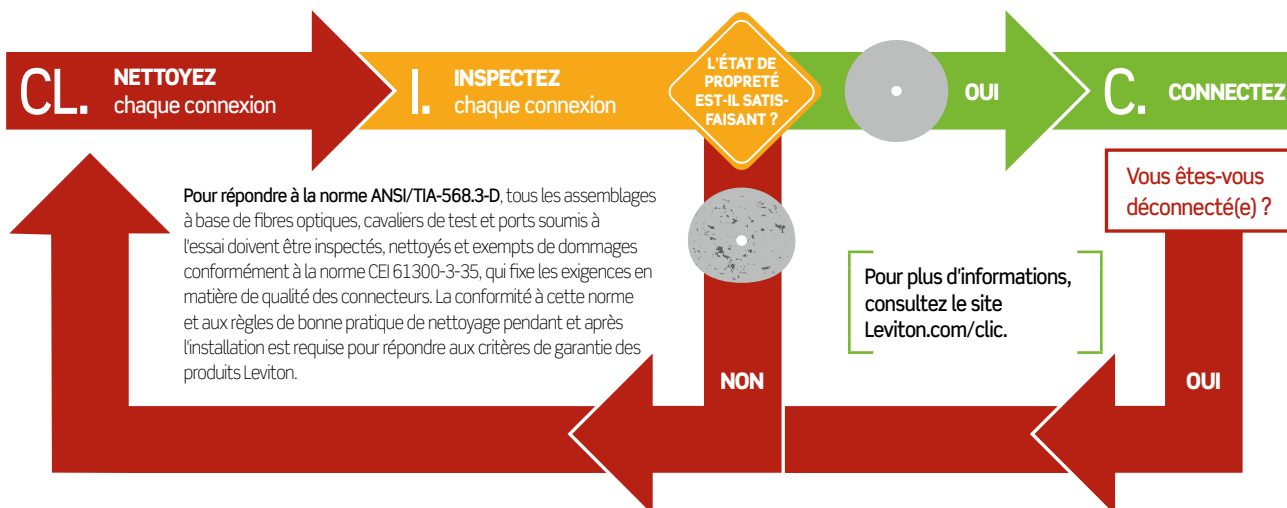 CL. NETTOYEZ
chaque connexion
I. INSPECTEZ
chaque connexion
L'ÉTAT DE
PROPRETÉ
EST-IL SATIS-
FAISANT ?
OUI
C. CONNECTEZ
Vous êtes-vous
déconnecté(e) ?
Pour répondre à la norme ANSI/TIA-568.3-D, tous les assemblages
à base de fibres optiques, cavaliers de test et ports soumis à
l'essai doivent être inspectés, nettoyés et exempts de dommages
conformément à la norme CEI 61300-3-35, qui fixe les exigences en
matière de qualité des connecteurs. La conformité à cette norme
et aux règles de bonne pratique de nettoyage pendant et après
l'installation est requise pour répondre aux critères de garantie des
produits Leviton.
Pour plus d'informations,
consultez le site
Leviton.com/clic.
NON
OUI